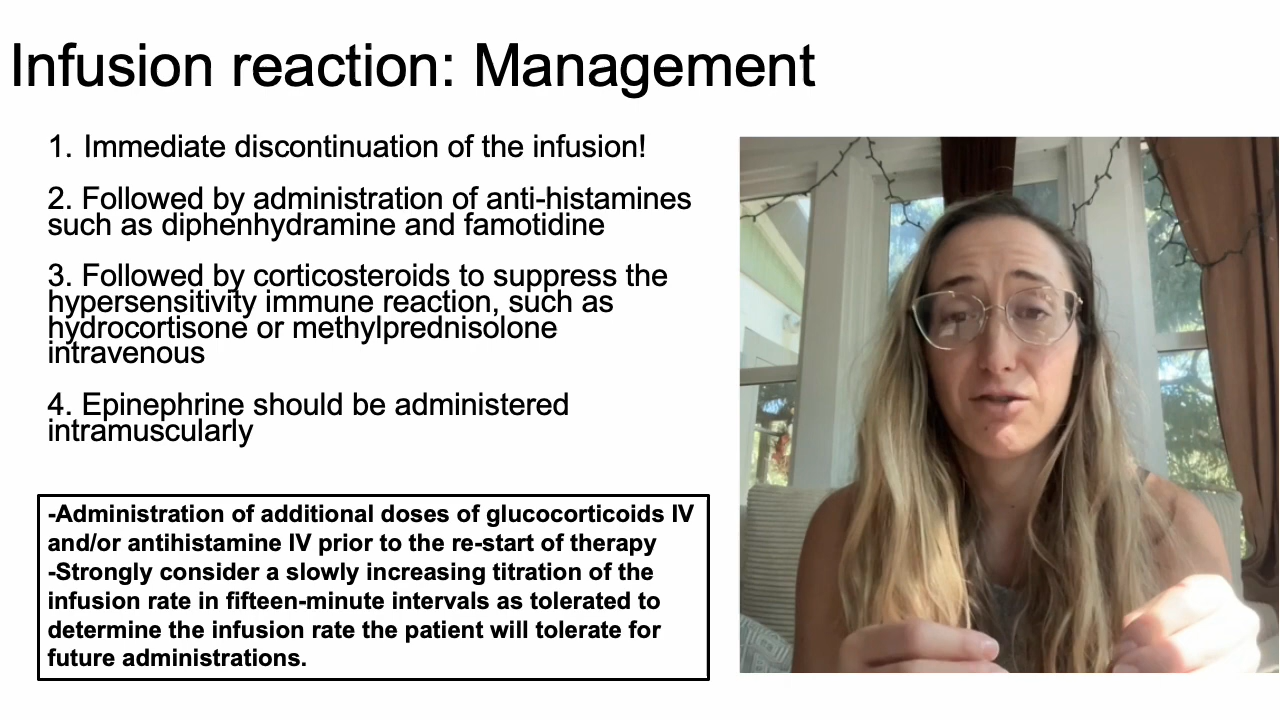 Infusion reaction: Management
1. Immediate discontinuation of the infusion!
2. Followed by administration of anti-histamines
such as diphenhydramine and famotidine
3. Followed by corticosteroids to suppress the
hypersensitivity immune reaction, such as
hydrocortisone or methylprednisolone
intravenous
4. Epinephrine should be administered
intramuscularly
-Administration of additional doses of glucocorticoids IV
and/or antihistamine IV prior to the re-start of therapy
-Strongly consider a slowly increasing titration of the
infusion rate in fifteen-minute intervals as tolerated to
determine the infusion rate the patient will tolerate for
future administrations.